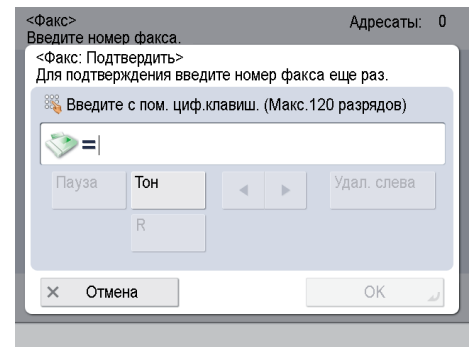 <Факс>
Адресаты: 0
Введите номер факса.
<Факс: Подтвердить>
Для подтверждения введите номер факса еще раз.
Введите с пом. циф.клавиш. (Макс.120 разрядов)
=
Пауза Тон ◀ ▶ Удал. слева
R
× Отмена OK